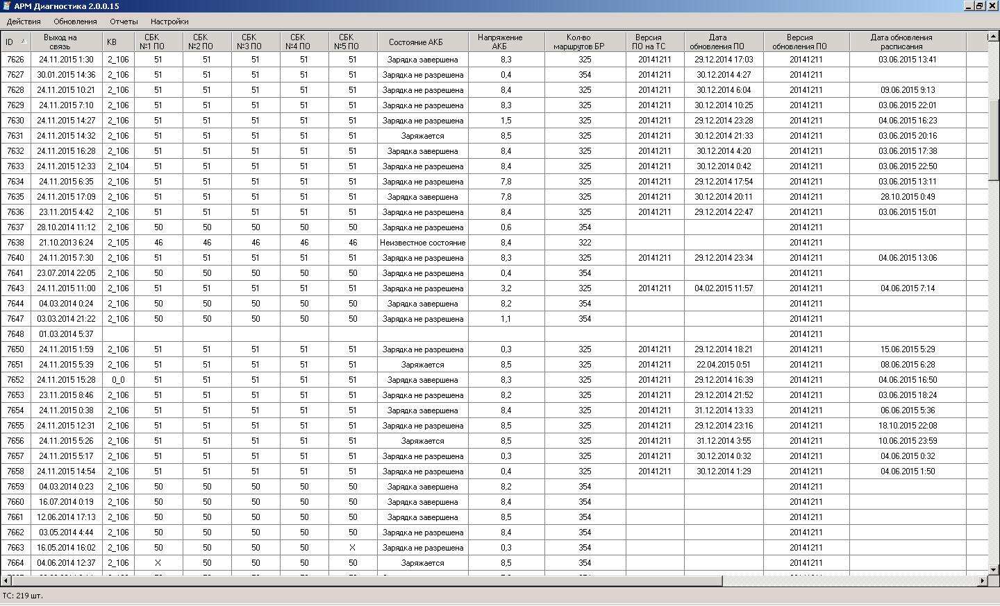 АРМ Диагностика 2.0.0.15
Действия Обновления Отчеты Настройки
ID Выход на связь КВ СБК №1 ПО СБК №2 ПО СБК №3 ПО СБК №4 ПО СБК №5 ПО Состояние АКБ Напряжение АКБ Кол-во маршрутов БР Версия ПО на ТС Дата обновления ПО Версия обновления ПО Дата обновления расписания
7626 24.11.2015 1:30 2_106 51 51 51 51 51 Зарядка завершена 8,3 325 20141211 29.12.2014 17:03 20141211 03.06.2015 13:41
7627 30.01.2015 14:36 2_106 51 51 51 51 51 Зарядка не разрешена 0,4 354 20141211 30.12.2014 4:27 20141211
7628 24.11.2015 10:21 2_106 51 51 51 51 51 Зарядка не разрешена 8,4 325 20141211 30.12.2014 6:04 20141211 09.06.2015 9:13
7629 24.11.2015 7:10 2_106 51 51 51 51 51 Зарядка не разрешена 8,3 325 20141211 30.12.2014 10:25 20141211 03.06.2015 22:01
7630 24.11.2015 14:27 2_106 51 51 51 51 51 Зарядка не разрешена 1,5 325 20141211 29.12.2014 23:28 20141211 04.06.2015 16:23
7631 24.11.2015 14:32 2_106 51 51 51 51 51 Заряжается 8,5 325 20141211 30.12.2014 21:33 20141211 03.06.2015 20:16
7632 24.11.2015 16:28 2_106 51 51 51 51 51 Зарядка завершена 8,4 325 20141211 30.12.2014 4:20 20141211 03.06.2015 17:38
7633 24.11.2015 12:33 2_104 51 51 51 51 51 Зарядка не разрешена 8,4 325 20141211 30.12.2014 0:42 20141211 03.06.2015 22:50
7634 24.11.2015 6:35 2_106 51 51 51 51 51 Зарядка не разрешена 7,8 325 20141211 29.12.2014 17:54 20141211 03.06.2015 13:11
7635 24.11.2015 17:09 2_106 51 51 51 51 51 Зарядка завершена 7,8 325 20141211 30.12.2014 20:11 20141211 28.10.2015 0:49
7636 23.11.2015 4:42 2_106 51 51 51 51 51 Зарядка не разрешена 8,4 325 20141211 29.12.2014 22:47 20141211 03.06.2015 15:01
7637 28.10.2014 11:12 2_106 50 50 50 50 50 Зарядка не разрешена 0,6 354 20141211
7638 21.10.2013 6:24 2_105 46 46 46 46 46 Неизвестное состояние 8,4 322 20141211
7640 24.11.2015 7:30 2_106 51 51 51 51 51 Зарядка не разрешена 8,3 325 20141211 29.12.2014 23:34 20141211 04.06.2015 13:06
7641 23.07.2014 22:05 2_106 50 50 50 50 50 Зарядка не разрешена 0,4 354 20141211
7643 24.11.2015 11:00 2_106 51 51 51 51 51 Зарядка не разрешена 3,2 325 20141211 04.02.2015 11:57 20141211 04.06.2015 7:14
7644 04.03.2014 0:24 2_106 50 50 50 50 50 Зарядка завершена 8,2 354 20141211
7647 03.03.2014 21:22 2_106 50 50 50 50 50 Зарядка не разрешена 1,1 354 20141211
7648 01.03.2014 5:37 20141211
7650 24.11.2015 1:59 2_106 51 51 51 51 51 Зарядка не разрешена 0,3 325 20141211 29.12.2014 18:21 20141211 15.06.2015 5:29
7651 24.11.2015 5:39 2_106 51 51 51 51 51 Заряжается 8,5 325 20141211 22.04.2015 0:51 20141211 08.06.2015 6:28
7652 24.11.2015 15:28 0_0 51 51 51 51 51 Зарядка завершена 8,3 325 20141211 29.12.2014 16:39 20141211 04.06.2015 16:50
7653 23.11.2015 8:46 2_106 51 51 51 51 51 Зарядка не разрешена 8,2 325 20141211 29.12.2014 21:52 20141211 03.06.2015 18:24
7654 24.11.2015 0:38 2_106 51 51 51 51 51 Зарядка завершена 8,4 325 20141211 31.12.2014 13:33 20141211 06.06.2015 5:36
7655 24.11.2015 12:31 2_106 51 51 51 51 51 Зарядка не разрешена 8,5 325 20141211 29.12.2014 23:16 20141211 18.10.2015 22:08
7656 24.11.2015 5:26 2_106 51 51 51 51 51 Заряжается 8,5 325 20141211 31.12.2014 3:55 20141211 10.06.2015 23:59
7657 24.11.2015 5:17 2_106 51 51 51 51 51 Зарядка не разрешена 0,3 325 20141211 30.12.2014 0:32 20141211 04.06.2015 0:32
7658 24.11.2015 14:54 2_106 51 51 51 51 51 Зарядка не разрешена 0,4 325 20141211 30.12.2014 1:29 20141211 04.06.2015 1:50
7659 04.03.2014 0:23 2_106 50 50 50 50 50 Зарядка завершена 8,2 354 20141211
7660 16.07.2014 0:19 2_106 50 50 50 50 50 Зарядка завершена 8,4 354 20141211
7661 12.06.2014 17:13 2_106 50 50 50 50 50 Зарядка завершена 8,5 354 20141211
7662 03.05.2014 4:44 2_106 50 50 50 50 50 Зарядка не разрешена 8,4 354 20141211
7663 16.05.2014 16:02 2_106 50 50 50 50 X Зарядка не разрешена 0,3 354 20141211
7664 04.06.2014 12:37 2_106 X 50 50 50 50 Заряжается 8,5 354 20141211
ТС: 219 шт.